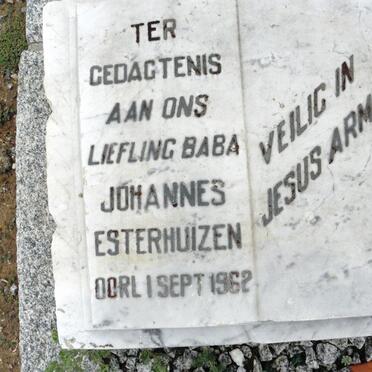 TER
GEDAGTENIS
AAN ONS
LIEFLING BABA
JOHANNES
ESTERHUIZEN
OORL 1 SEPT 1962
VEILIG IN
JESUS ARM